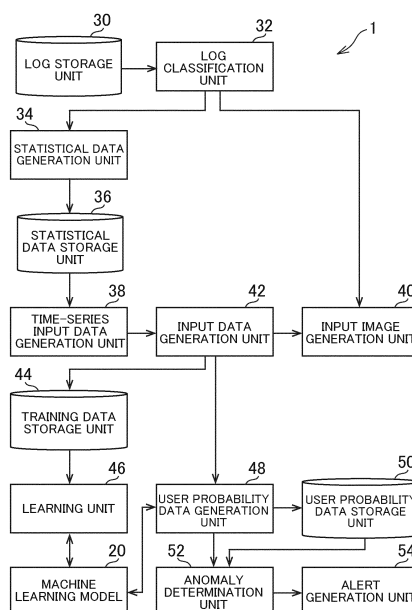 30
LOG STORAGE
UNIT
32
LOG
CLASSIFICATION
UNIT
1
34
STATISTICAL DATA
GENERATION UNIT
36
STATISTICAL
DATA STORAGE
UNIT
38
TIME-SERIES
INPUT DATA
GENERATION UNIT
42
INPUT DATA
GENERATION UNIT
40
INPUT IMAGE
GENERATION UNIT
44
TRAINING DATA
STORAGE UNIT
46
LEARNING UNIT
48
USER PROBABILITY
DATA GENERATION
UNIT
50
USER PROBABILITY
DATA STORAGE
UNIT
20
MACHINE
LEARNING MODEL
52
ANOMALY
DETERMINATION
UNIT
54
ALERT
GENERATION UNIT